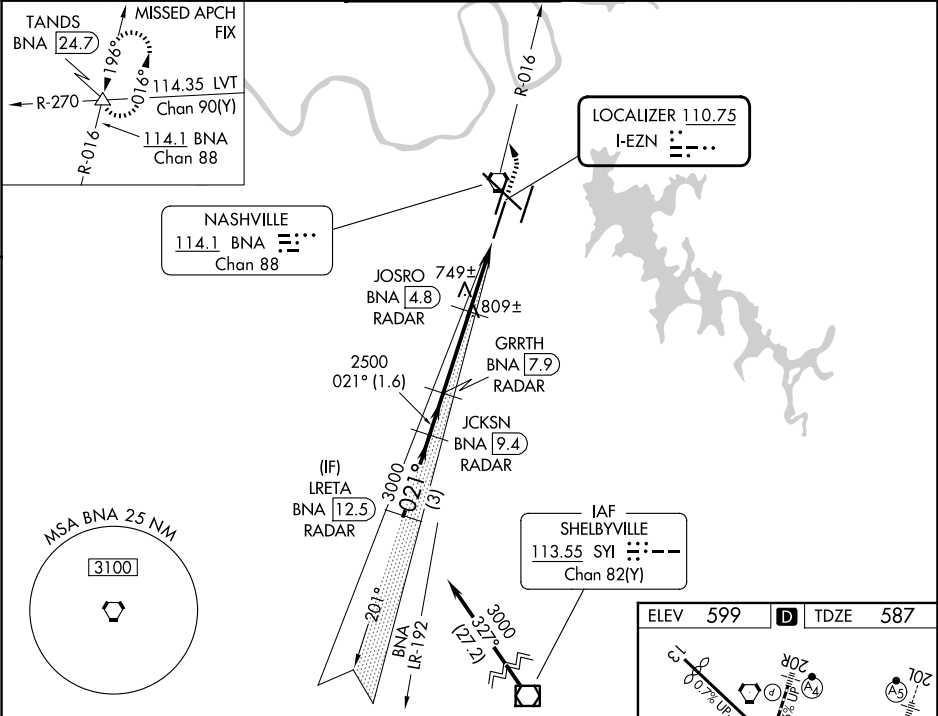 MISSED APCH
FIX
TANDS
BNA 24.7
196°
016°
R-270
114.35 LVT
Chan 90(Y)
114.1 BNA
Chan 88
R-016
R-016
LOCALIZER 110.75
I-EZN
NASHVILLE
114.1 BNA
Chan 88
JOSRO
BNA 4.8
RADAR
749±
809±
2500
021° (1.6)
GRRTH
BNA 7.9
RADAR
JCKSN
BNA 9.4
RADAR
(IF)
LRETA
BNA 12.5
RADAR
3000
021°
(3)
MSA BNA 25 NM
3100
201°
BNA
LR-192
IAF
SHELBYVILLE
113.55 SYI
Chan 82(Y)
3000
327°
(27.2)
ELEV 599 D TDZE 587
13
0.7% UP
20R
% UP
P
A4
A5
20L